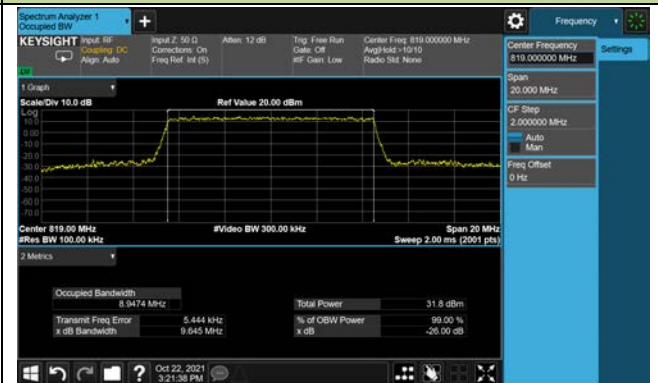 Spectrum Analyzer 1
Occupied BW
+
Frequency
KEYSIGHT
Input: RF
Coupling: DC
Align: Auto
Input Z: 50 Ω
Corrections: On
Freq Ref: Int (S)
Atten: 12 dB
Trig: Free Run
Gate: Off
#IF Gain: Low
Center Freq: 819.000000 MHz
Avg|Hold:>10/10
Radio Std: None
Center Frequency
819.000000 MHz
Settings
Span
20.000 MHz
CF Step
2.000000 MHz
Auto
Man
Freq Offset
0 Hz
1 Graph
Scale/Div 10.0 dB
Ref Value 20.00 dBm
Log
10.0
0.00
-10.0
-20.0
-30.0
-40.0
-50.0
-60.0
-70.0
Center 819.00 MHz
#Video BW 300.00 kHz
Span 20 MHz
#Res BW 100.00 kHz
Sweep 2.00 ms (2001 pts)
2 Metrics
Occupied Bandwidth
8.9474 MHz
Total Power
31.8 dBm
Transmit Freq Error
5.444 kHz
% of OBW Power
99.00 %
x dB Bandwidth
9.645 MHz
x dB
-26.00 dB
?
Oct 22, 2021
3:21:38 PM